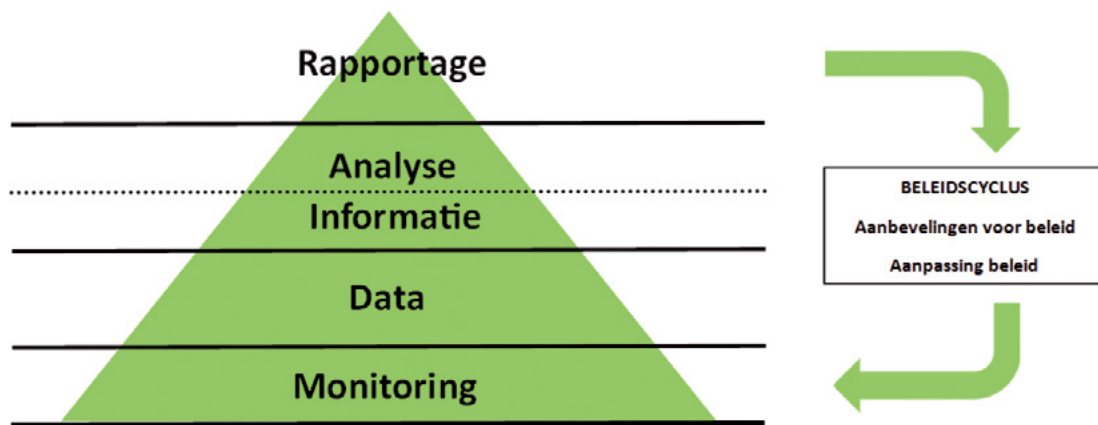 Rapportage
Analyse
Informatie
Data
Monitoring
BELEIDSCYCLUS
Aanbevelingen voor beleid
Aanpassing beleid